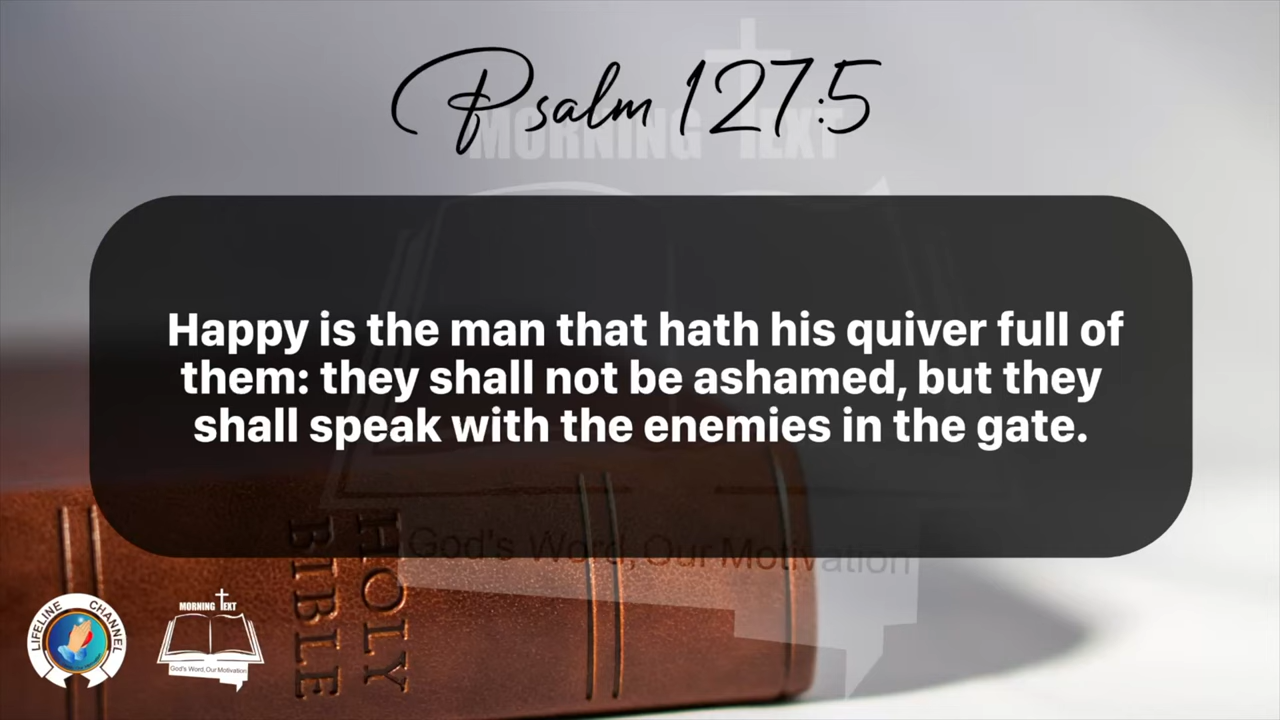 Psalm 127:5
MORNING TEXT
Happy is the man that hath his quiver full of
them: they shall not be ashamed, but they
shall speak with the enemies in the gate.
God's Word, Our Motivation
HOLY
BIBLE
LIFELINE CHANNEL
MORNING TEXT
God's Word, Our Motivation